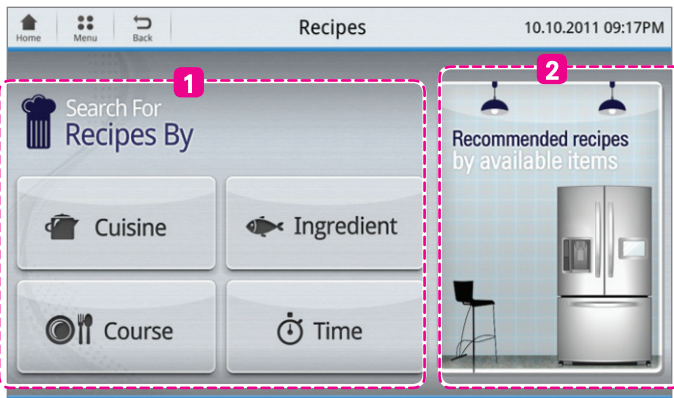 Home
Menu
Back
Recipes
10.10.2011 09:17PM
1
Search For
Recipes By
Cuisine
Ingredient
Course
Time
2
Recommended recipes
by available items